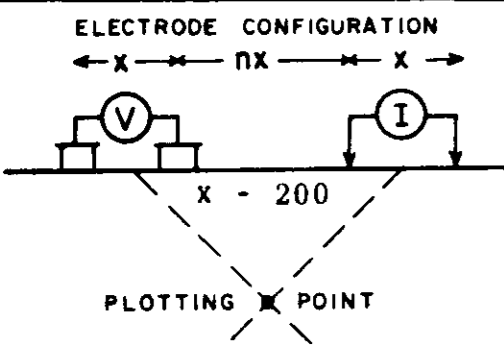 ELECTRODE CONFIGURATION
x nx x
V I
x - 200
PLOTTING POINT